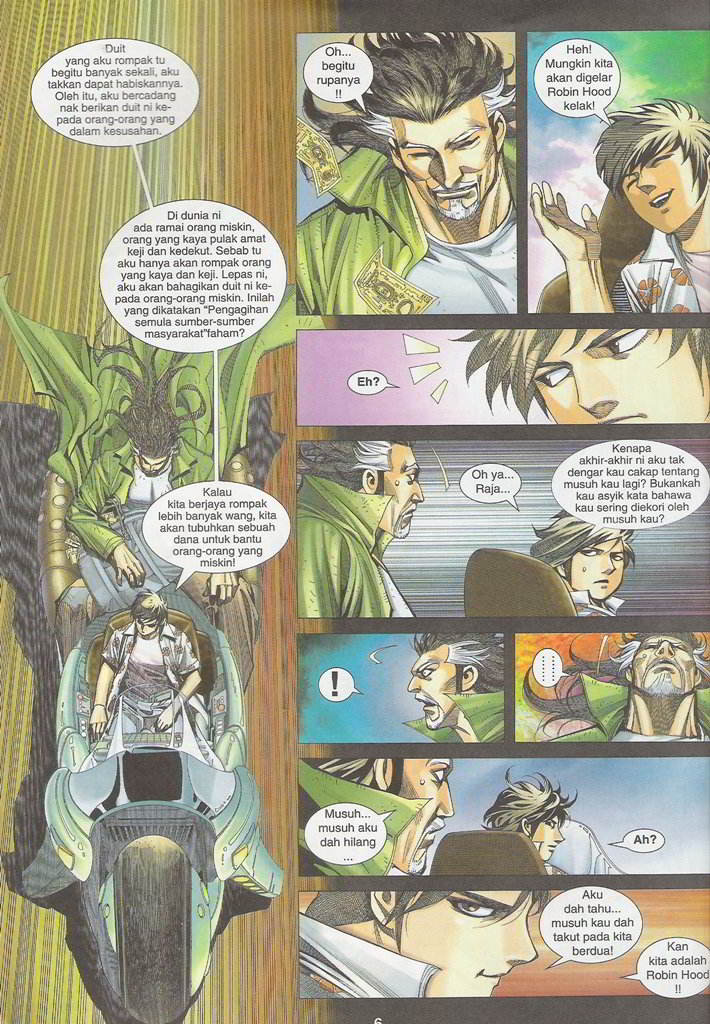 Duit
yang aku rompak tu
begitu banyak sekali, aku
takkan dapat habiskannya.
Oleh itu, aku bercadang
nak berikan duit ni ke-
pada orang-orang yang
dalam kesusahan.
Di dunia ni
ada ramai orang miskin,
orang yang kaya pulak amat
keji dan kedekut. Sebab tu
aku hanya akan rompak orang
yang kaya dan keji. Lepas ni,
aku akan bahagikan duit ni ke-
pada orang-orang miskin. Inilah
yang dikatakan "Pengagihan
semula sumber-sumber
masyarakat"faham?
Kalau
kita berjaya rompak
lebih banyak wang, kita
akan tubuhkan sebuah
dana untuk bantu
orang-orang yang
miskin!
Oh...
begitu
rupanya
!!
Heh!
Mungkin kita
akan digelar
Robin Hood
kelak!
Eh?
Oh ya...
Raja...
Kenapa
akhir-akhir ni aku tak
dengar kau cakap tentang
musuh kau lagi? Bukankah
kau asyik kata bahawa
kau sering diekori oleh
musuh kau?
!
......
Musuh...
musuh aku
dah hilang
...
Ah?
Aku
dah tahu...
musuh kau dah
takut pada kita
berdua!
Kan
kita adalah
Robin Hood
!!
6